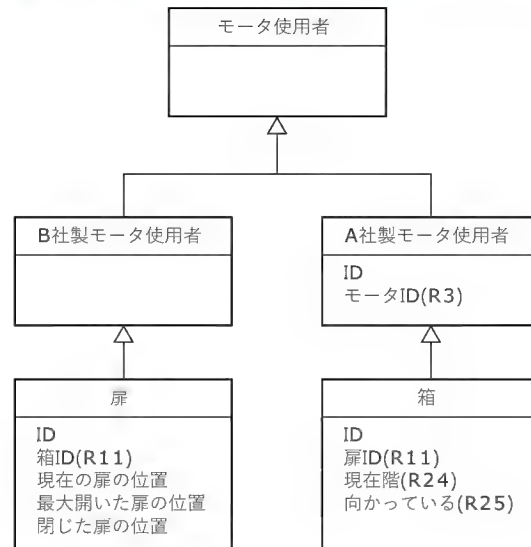 モータ使用者
B社製モータ使用者
A社製モータ使用者
ID
モータID(R3)
扉
ID
箱ID(R11)
現在の扉の位置
最大開いた扉の位置
閉じた扉の位置
箱
ID
扉ID(R11)
現在階(R24)
向かっている(R25)